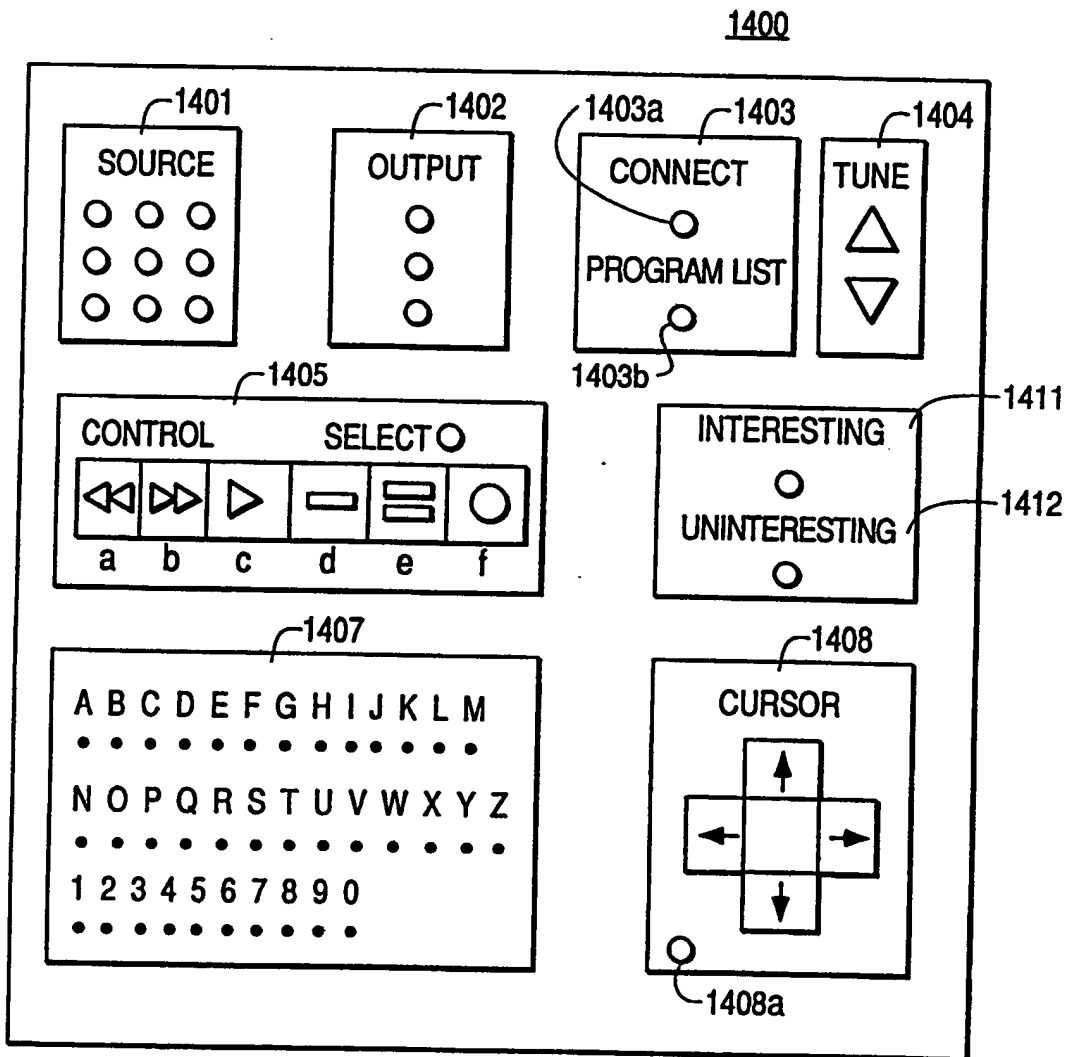 1400
1401
1402
1403a
1403
1404
SOURCE
OUTPUT
CONNECT
TUNE
PROGRAM LIST
1403b
1405
CONTROL SELECT
a b c d e f
1411
INTERESTING
1412
UNINTERESTING
1407
A B C D E F G H I J K L M
N O P Q R S T U V W X Y Z
1 2 3 4 5 6 7 8 9 0
1408
CURSOR
1408a